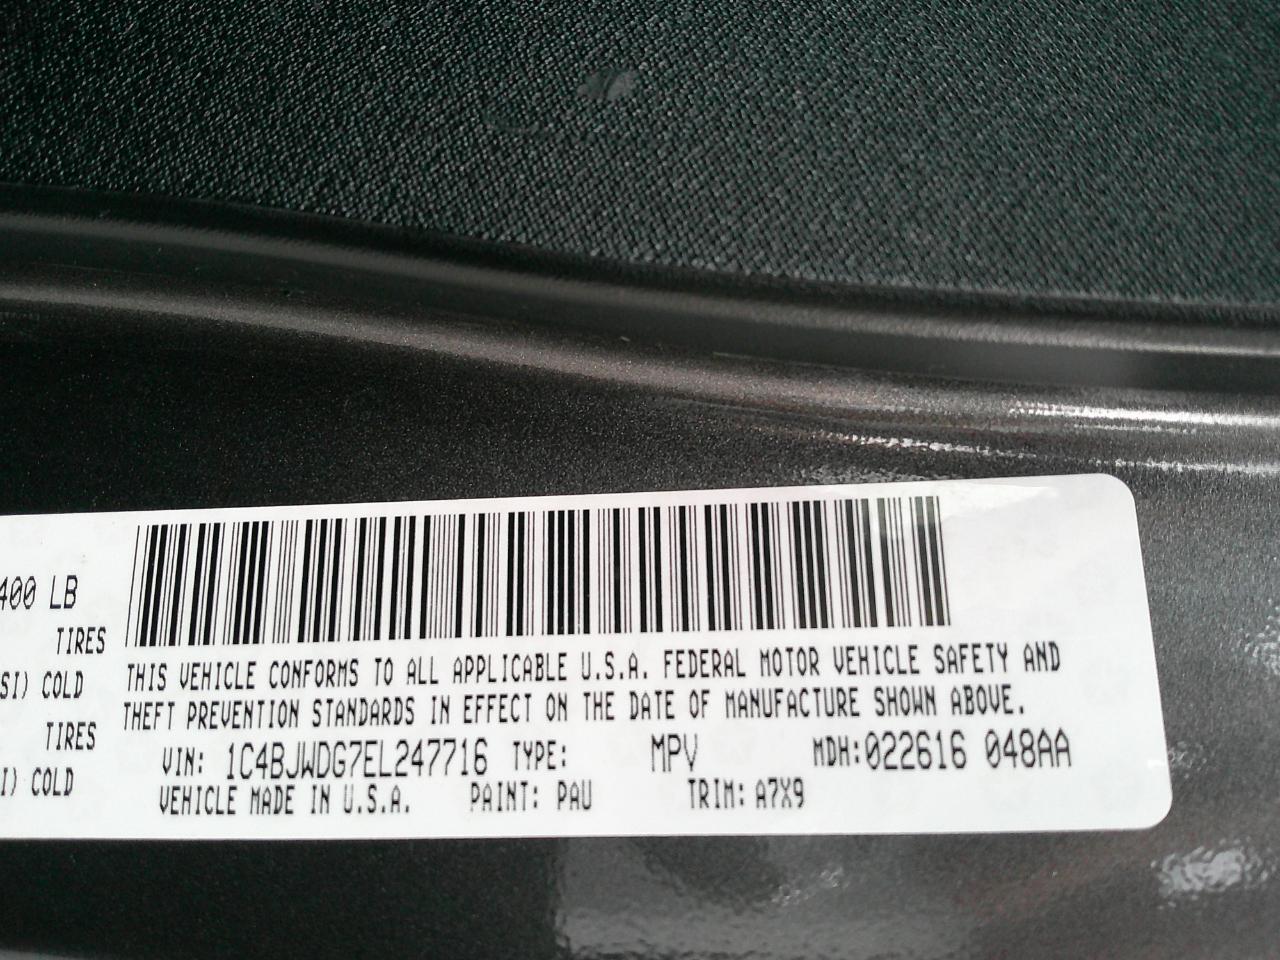 400 LB
TIRES
SI) COLD
TIRES
I) COLD
THIS VEHICLE CONFORMS TO ALL APPLICABLE U.S.A. FEDERAL MOTOR VEHICLE SAFETY AND
THEFT PREVENTION STANDARDS IN EFFECT ON THE DATE OF MANUFACTURE SHOWN ABOVE.
VIN: 1C4BJWDG7EL247716 TYPE: MPV MDH:022616 048AA
VEHICLE MADE IN U.S.A. PAINT: PAU TRIM: A7X9